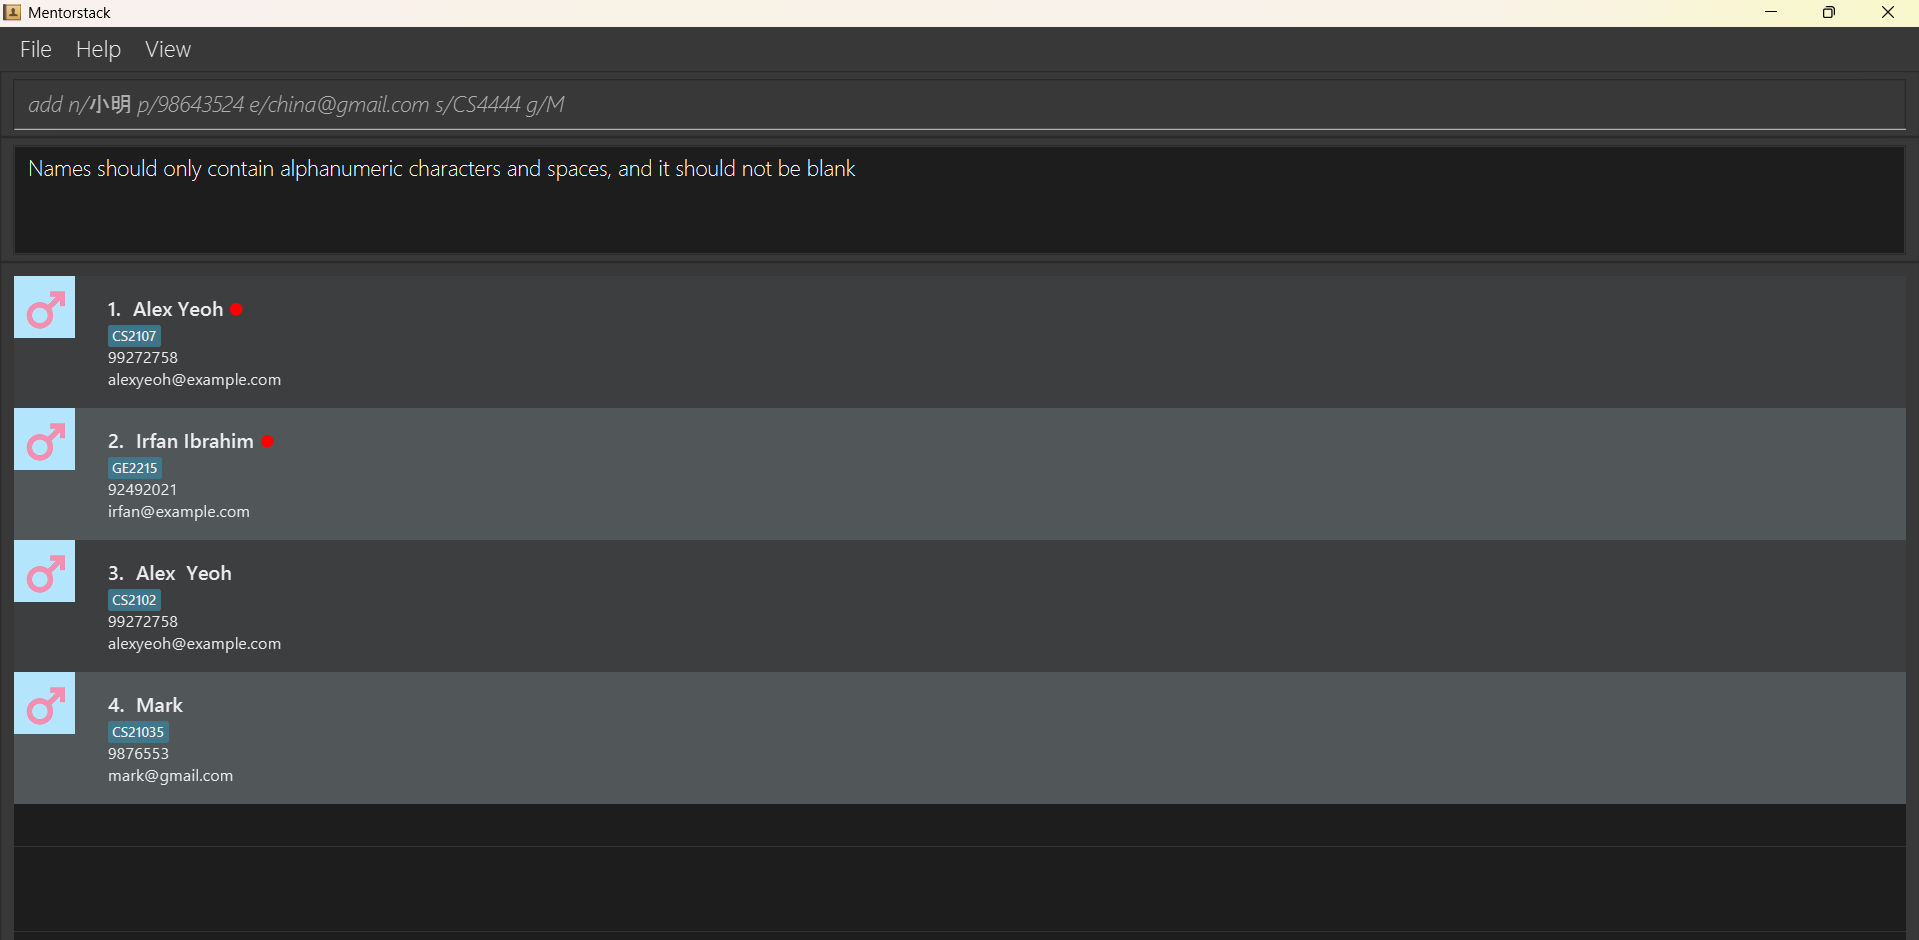 Mentorstack
File Help View
add n/小明 p/98643524 e/china@gmail.com s/CS4444 g/M
Names should only contain alphanumeric characters and spaces, and it should not be blank
1. Alex Yeoh
CS2107
99272758
alexyeoh@example.com
2. Irfan Ibrahim
GE2215
92492021
irfan@example.com
3. Alex  Yeoh
CS2102
99272758
alexyeoh@example.com
4. Mark
CS21035
9876553
mark@gmail.com